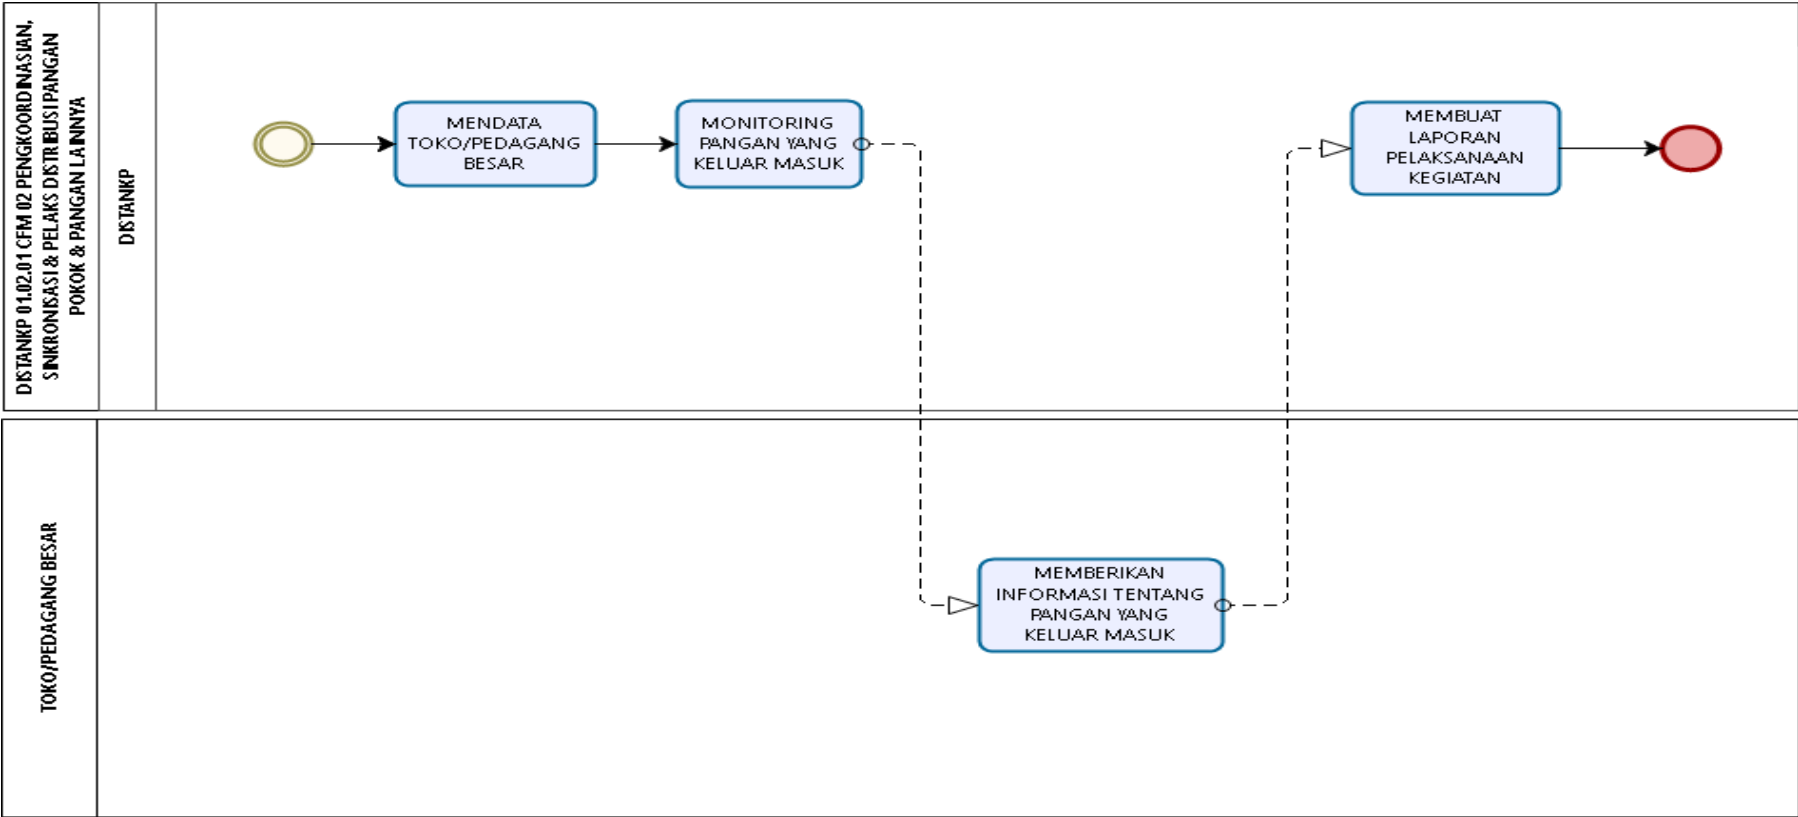 DISTANKP 01.02.01 CFM 02 PENGKOORDINASIAN,
SINKRONISASI & PELAKS DISTRIBUSI PANGAN
POKOK & PANGAN LAINNYA
DISTANKP
MENDATA
TOKO/PEDAGANG
BESAR
MONITORING
PANGAN YANG
KELUAR MASUK
MEMBUAT
LAPORAN
PELAKSANAAN
KEGIATAN
TOKO/PEDAGANG BESAR
MEMBERIKAN
INFORMASI TENTANG
PANGAN YANG
KELUAR MASUK